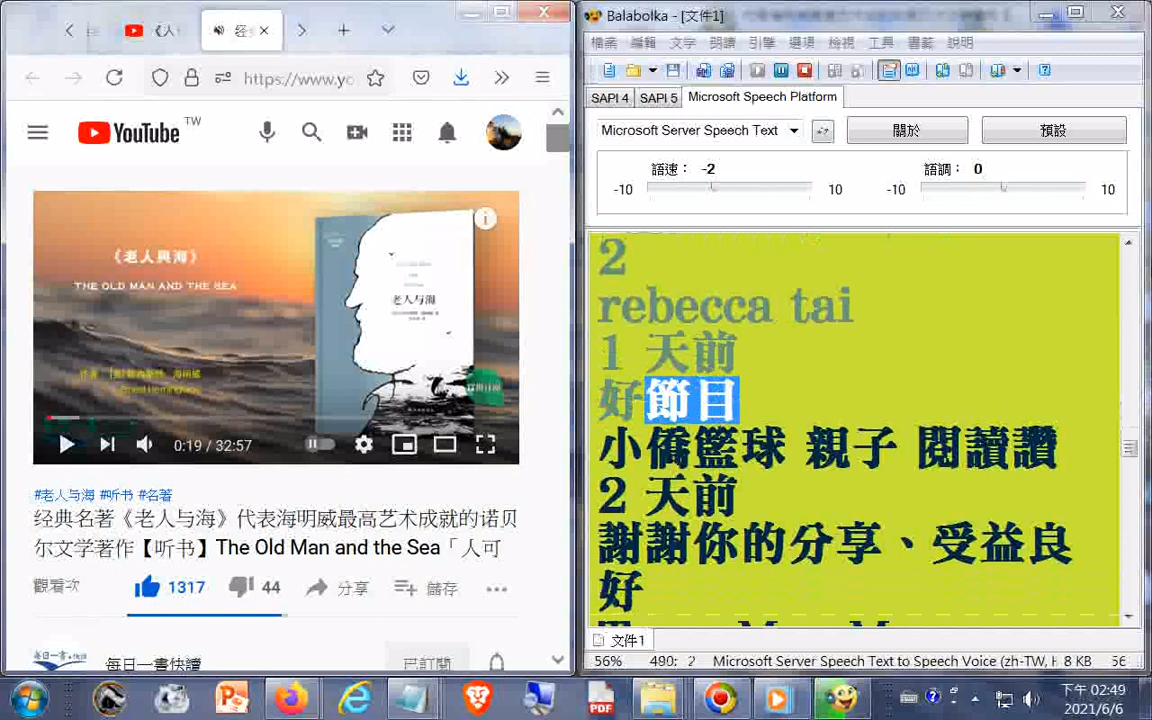 https://www.yo
YouTube TW
《老人與海》
THE OLD MAN AND THE SEA
老人与海
0:19 / 32:57
#老人与海 #听书 #名著
经典名著《老人与海》代表海明威最高艺术成就的诺贝
尔文学著作【听书】The Old Man and the Sea「人可
觀看次
1317
44
分享
儲存
每日一書快讀
已訂閱
Balabolka - [文件1]
檔案 編輯 文字 朗讀 引擎 選項 檢視 工具 書籤 說明
SAPI 4 SAPI 5 Microsoft Speech Platform
Microsoft Server Speech Text
關於
預設
語速： -2
語調： 0
-10 10 -10 10
2
rebecca tai
1 天前
好節目
小僑籃球 親子 閱讀讚
2 天前
謝謝你的分享、受益良
好
文件1
56% 490: 2 Microsoft Server Speech Text to Speech Voice (zh-TW, H 8 KB 56
PDF
下午 02:49
2021/6/6